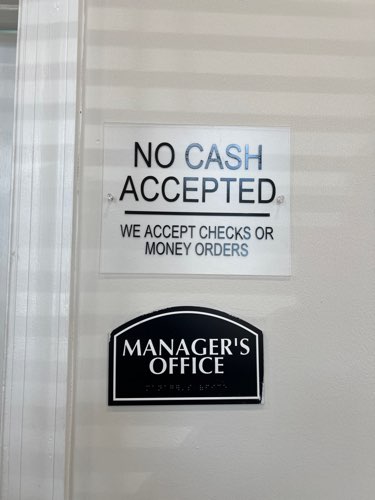 NO CASH
ACCEPTED
WE ACCEPT CHECKS OR
MONEY ORDERS
MANAGER'S
OFFICE